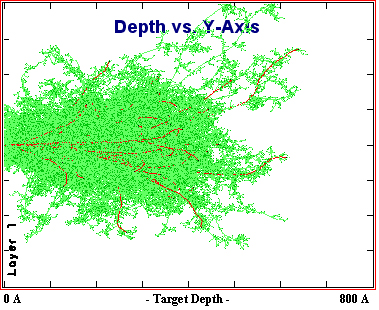 Depth vs. Y-Axis
Layer 1
0 A
- Target Depth -
800 A